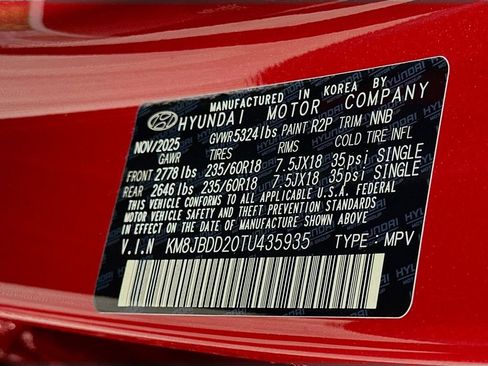 MANUFACTURED IN KOREA BY
HYUNDAI MOTOR COMPANY
NOV/2025 GVWR5324lbs PAINT R2P TRIM NNB
GAWR TIRES RIMS COLD TIRE INFL
FRONT 2778 lbs 235/60R18 7.5JX18 35psi SINGLE
REAR 2646 lbs 235/60R18 7.5JX18 35psi SINGLE
THIS VEHICLE CONFORMS TO ALL APPLICABLE U.S.A. FEDERAL
MOTOR VEHICLE SAFETY AND THEFT PREVENTION STANDARDS
IN EFFECT ON THE DATE OF MANUFACTURE SHOWN ABOVE.
V.I.N KM8JBDD20TU435935 TYPE : MPV